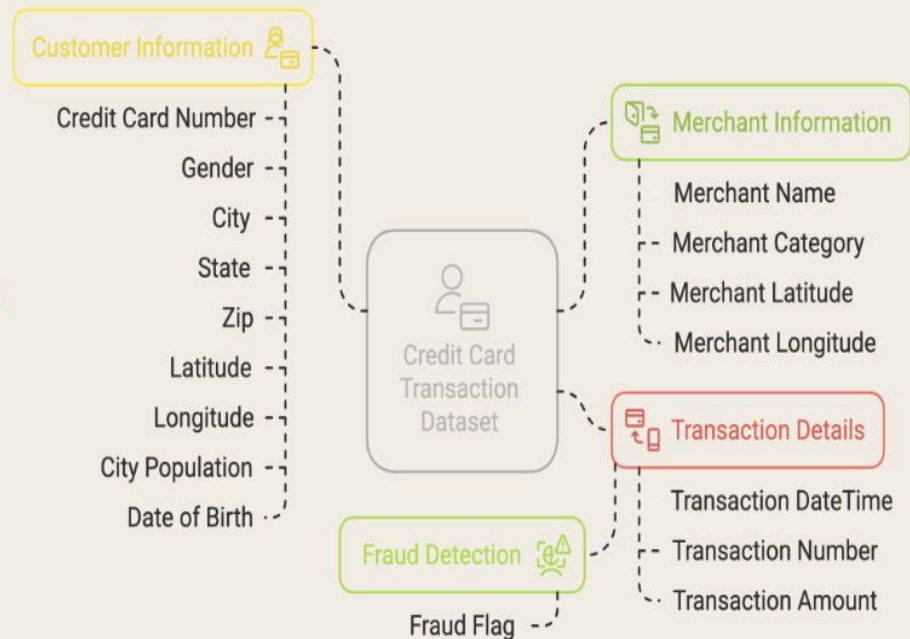 Customer Information
Credit Card Number
Gender
City
State
Zip
Latitude
Longitude
City Population
Date of Birth
Credit Card
Transaction
Dataset
Merchant Information
Merchant Name
Merchant Category
Merchant Latitude
Merchant Longitude
Transaction Details
Transaction DateTime
Transaction Number
Transaction Amount
Fraud Detection
Fraud Flag